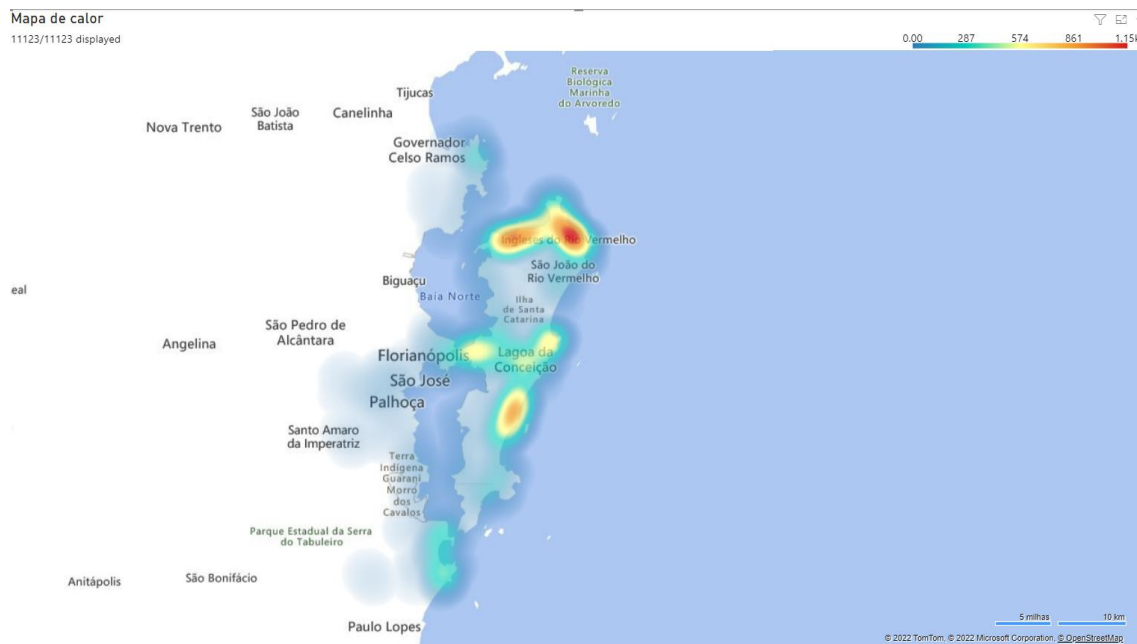 Mapa de calor
11123/11123 displayed
0.00 287 574 861 1.15k
Reserva
Biológica
Marinha
do Arvoredo
Tijucas
São João
Batista
Canelinha
Nova Trento
Governador
Celso Ramos
Ingleses do Rio Vermelho
São João do
Rio Vermelho
Biguaçu
eal
Baia Norte
Ilha
de Santa
Catarina
São Pedro de
Alcântara
Angelina
Florianópolis
Lagoa da
Conceição
São José
Palhoça
Santo Amaro
da Imperatriz
Terra
Indígena
Guarani
Morro
dos
Cavalos
Parque Estadual da Serra
do Tabuleiro
Anitápolis
São Bonifácio
Paulo Lopes
5 milhas 10 km
© 2022 TomTom, © 2022 Microsoft Corporation, © OpenStreetMap